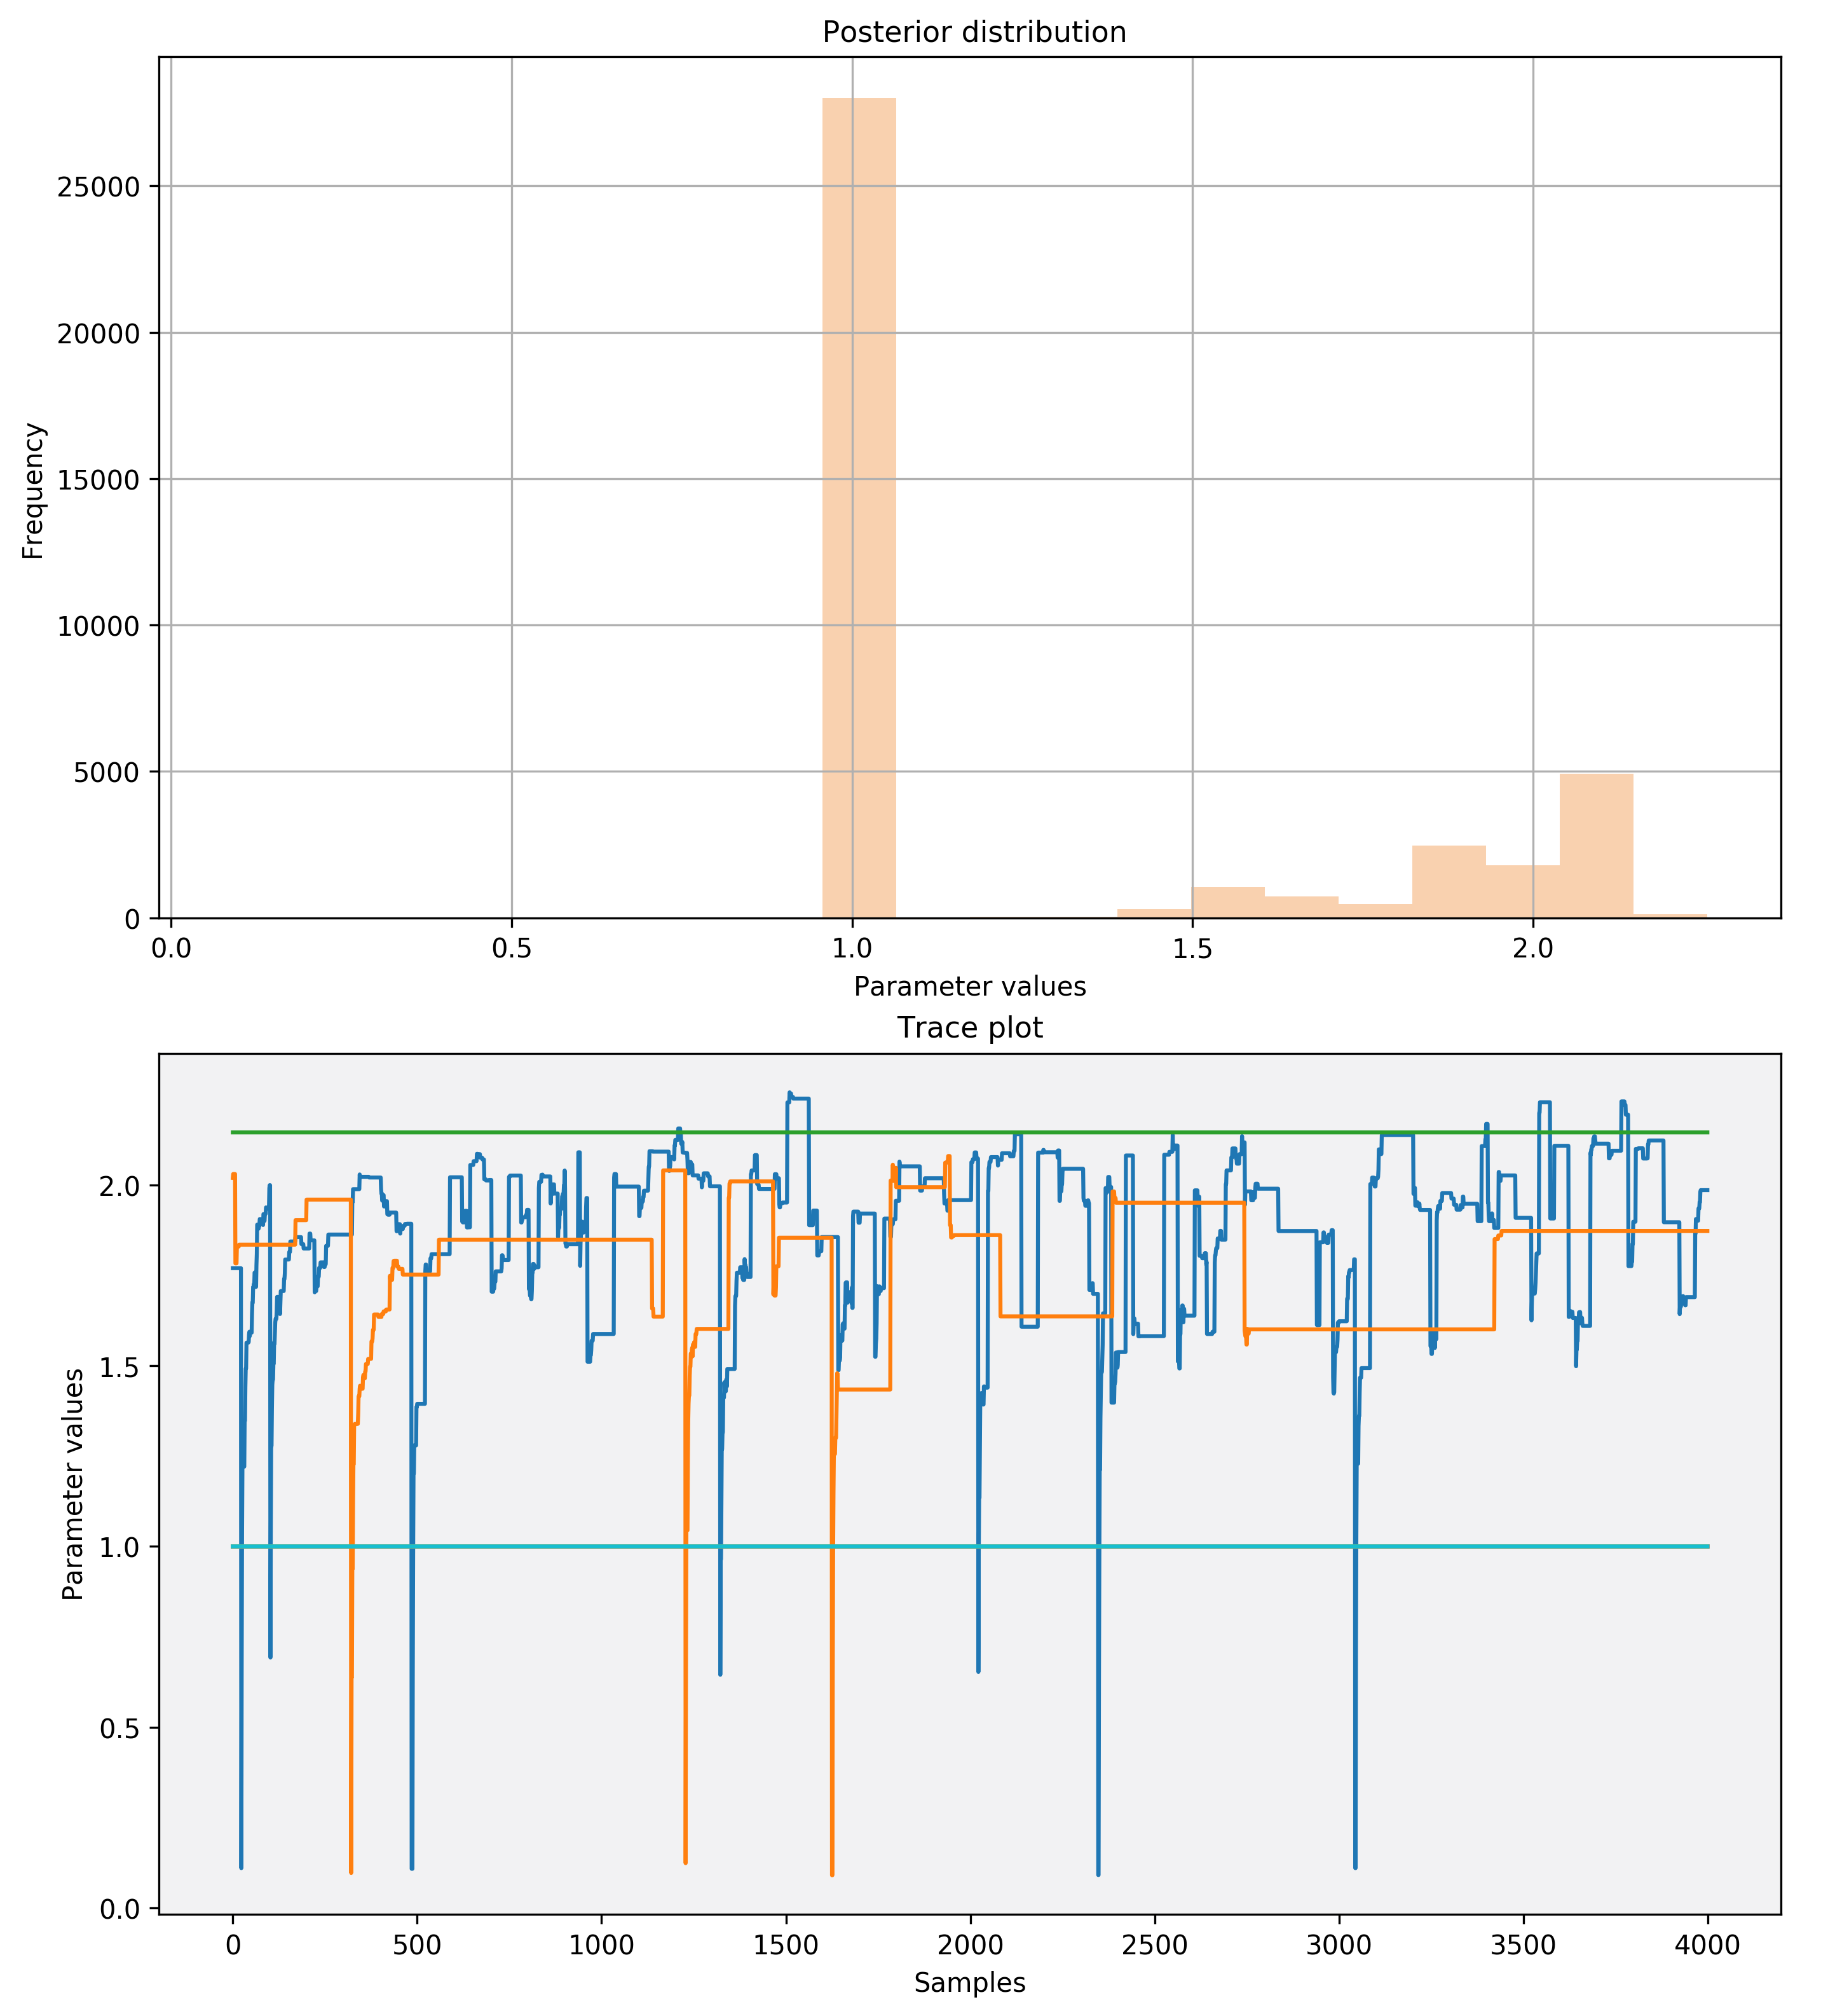 Posterior distribution
Frequency
25000
20000
15000
10000
5000
0
0.0 0.5 1.0 1.5 2.0
Parameter values
Trace plot
Parameter values
2.0
1.5
1.0
0.5
0.0
0 500 1000 1500 2000 2500 3000 3500 4000
Samples